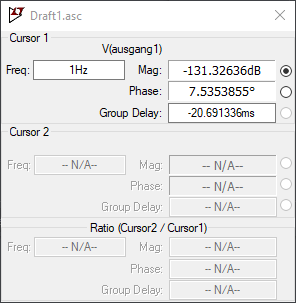 Draft1.asc
Cursor 1
V(ausgang1)
Freq: 1Hz Mag: -131.32636dB
Phase: 7.5353855°
Group Delay: -20.691336ms
Cursor 2
Freq: -- N/A-- Mag: -- N/A--
Phase: -- N/A--
Group Delay: -- N/A--
Ratio (Cursor2 / Cursor1)
Freq: -- N/A-- Mag: -- N/A--
Phase: -- N/A--
Group Delay: -- N/A--